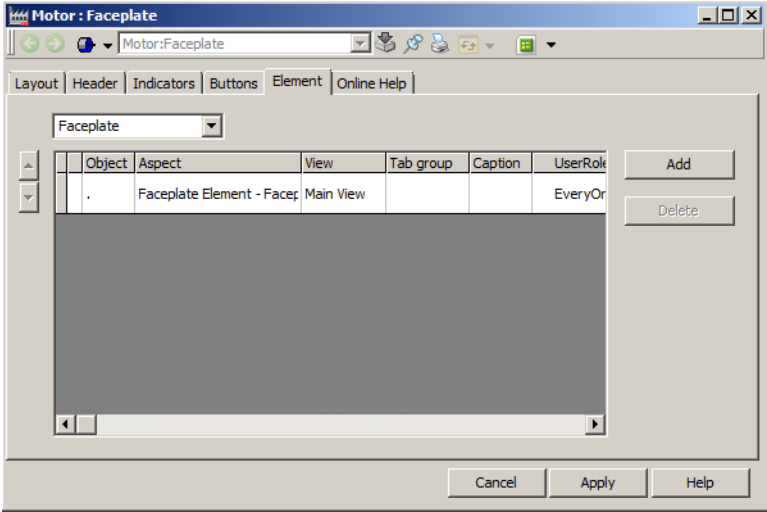 Motor : Faceplate
Motor:Faceplate
Layout Header Indicators Buttons Element Online Help
Faceplate
Object Aspect View Tab group Caption UserRole
. Faceplate Element - Facep Main View EveryOn
Add
Delete
Cancel Apply Help